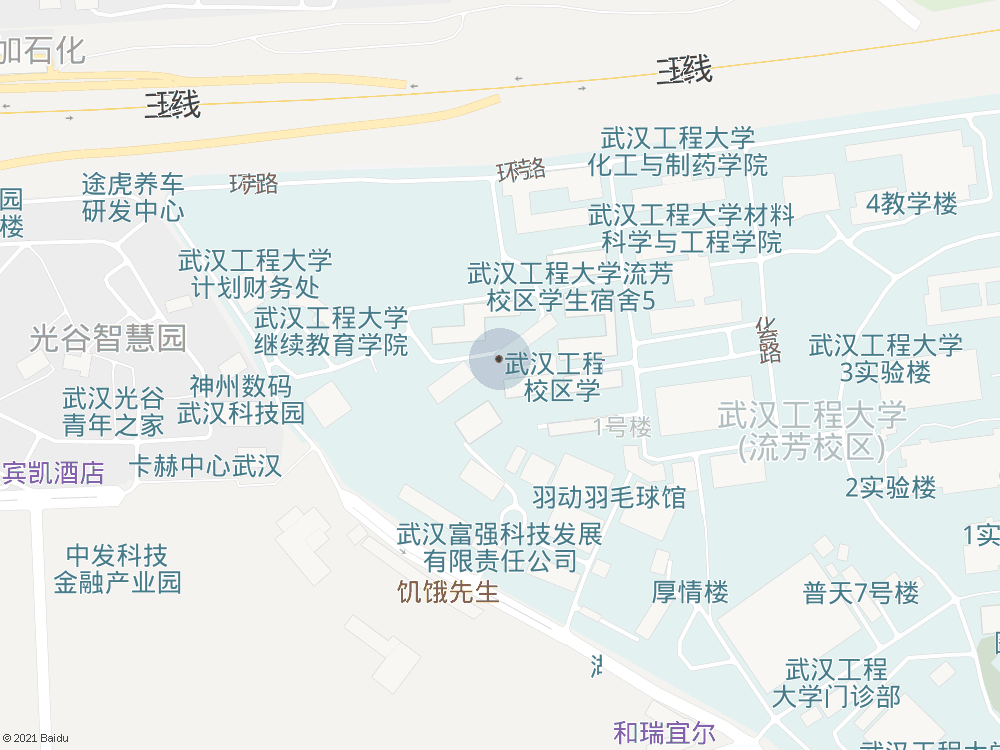 加石化
三环线
三环线
武汉工程大学
化工与制药学院
途虎养车
研发中心
园
楼
4教学楼
武汉工程大学材料
科学与工程学院
武汉工程大学
计划财务处
武汉工程大学流芳
校区学生宿舍5
武汉工程大学
继续教育学院
光谷智慧园
化育路
武汉工程大学
3实验楼
武汉工程
校区学
神州数码
武汉科技园
武汉光谷
青年之家
1号楼
武汉工程大学
(流芳校区)
宾凯酒店
卡赫中心武汉
2实验楼
羽动羽毛球馆
武汉富强科技发展
有限责任公司
1实
中发科技
金融产业园
饥饿先生
厚情楼
普天7号楼
武汉工程
大学门诊部
和瑞宜尔
武汉工程大学
© 2021 Baidu